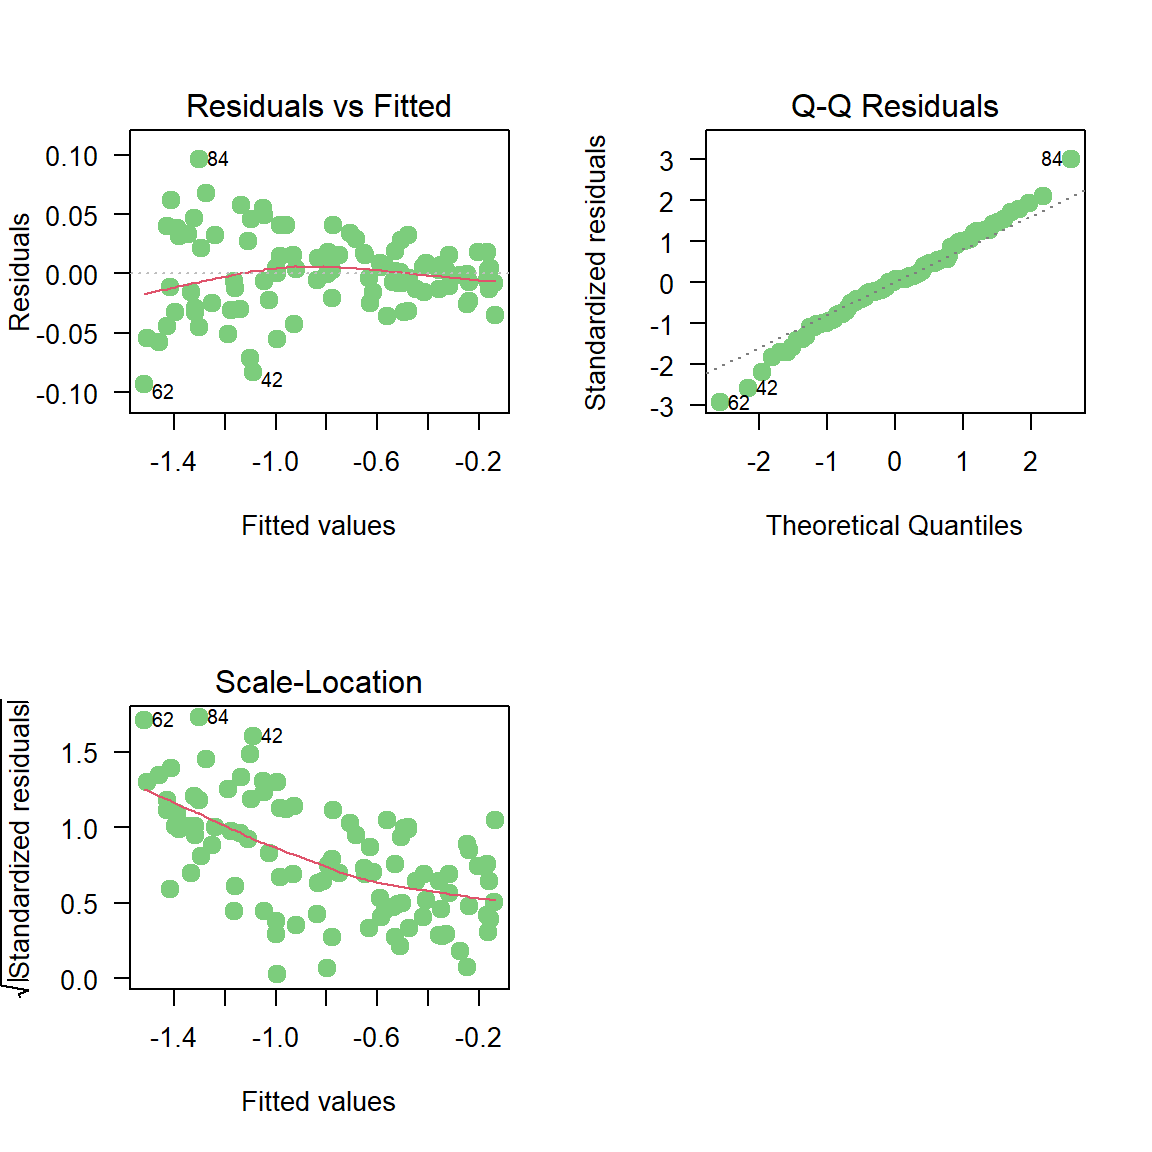 Residuals vs Fitted
Residuals
0.10
0.05
0.00
-0.05
-0.10
84
42
62
-1.4 -1.0 -0.6 -0.2
Fitted values
Q-Q Residuals
Standardized residuals
3
2
1
0
-1
-2
-3
84
42
62
-2 -1 0 1 2
Theoretical Quantiles
Scale-Location
√|Standardized residuals|
1.5
1.0
0.5
0.0
62 84
42
-1.4 -1.0 -0.6 -0.2
Fitted values